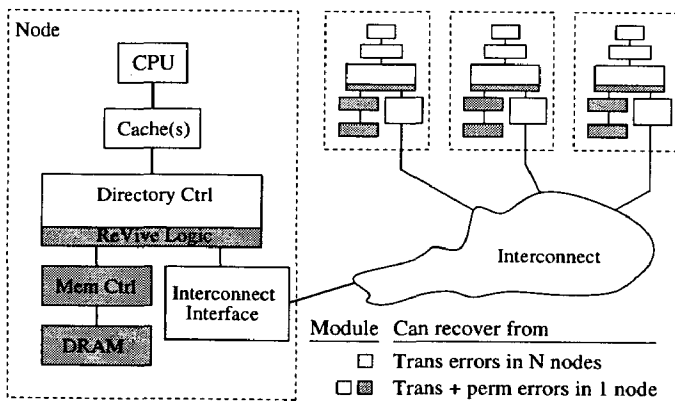 Node
CPU
Cache(s)
Directory Ctrl
ReVive Logic
Mem Ctrl
Interconnect
Interface
DRAM
Interconnect
Module Can recover from
Trans errors in N nodes
Trans + perm errors in 1 node